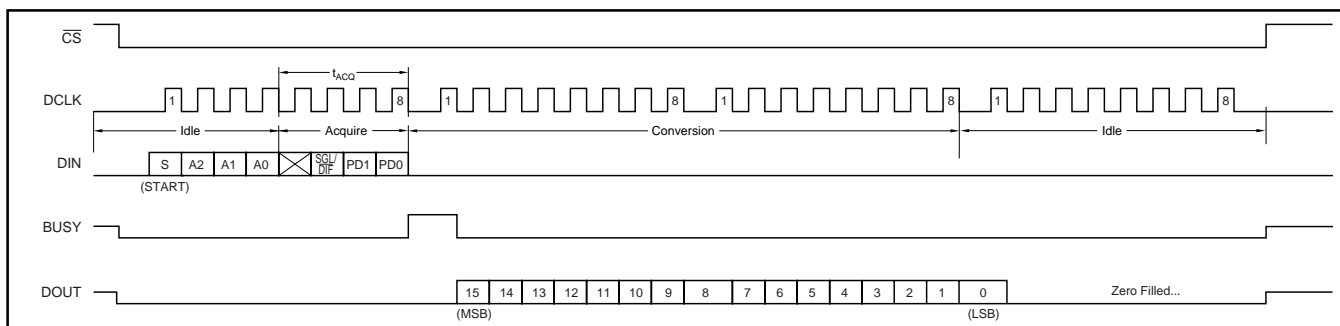 CS
tACQ
DCLK 1 8 1 8 1 8 1 8
Idle Acquire Conversion Idle
DIN S A2 A1 A0 SGL/DIF PD1 PD0
(START)
BUSY
DOUT 15 14 13 12 11 10 9 8 7 6 5 4 3 2 1 0 Zero Filled...
(MSB) (LSB)